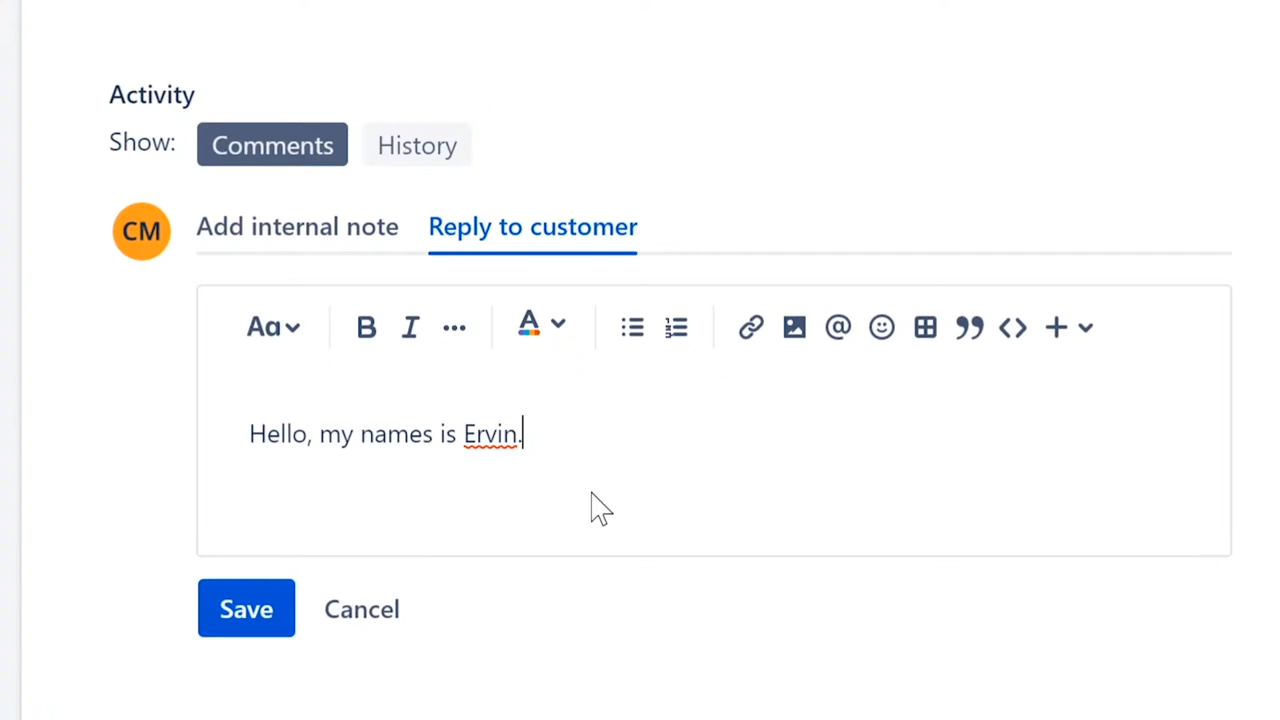 Activity
Show: Comments History
CM Add internal note Reply to customer
Aa B I ... A @
Hello, my names is Ervin.
Save Cancel